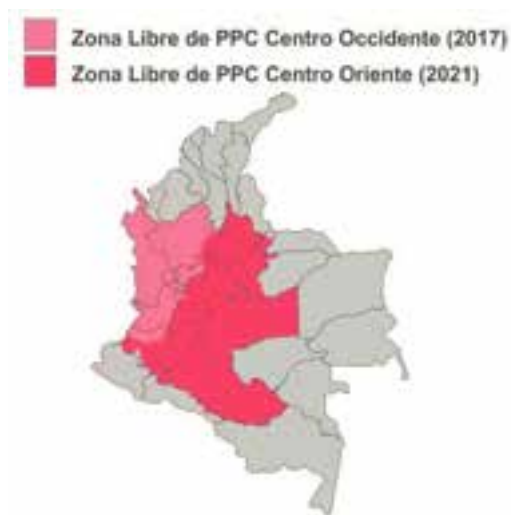 Zona Libre de PPC Centro Occidente (2017)
Zona Libre de PPC Centro Oriente (2021)